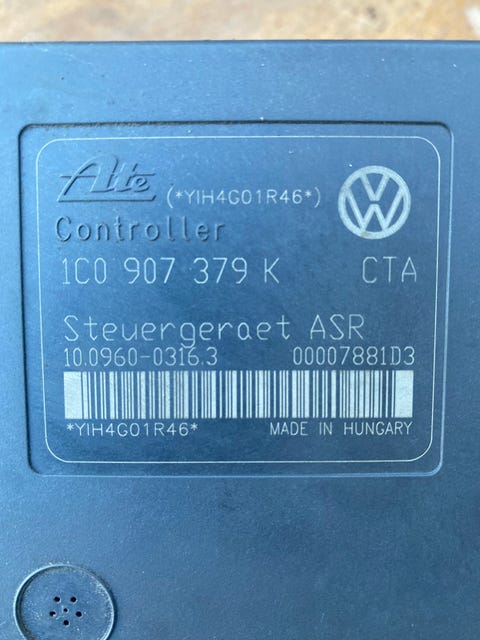 Ate (*YIH4G01R46*)
Controller
1C0 907 379 K CTA
Steuergeraet ASR
10.0960-0316.3 00007881D3
*YIH4G01R46*
MADE IN HUNGARY